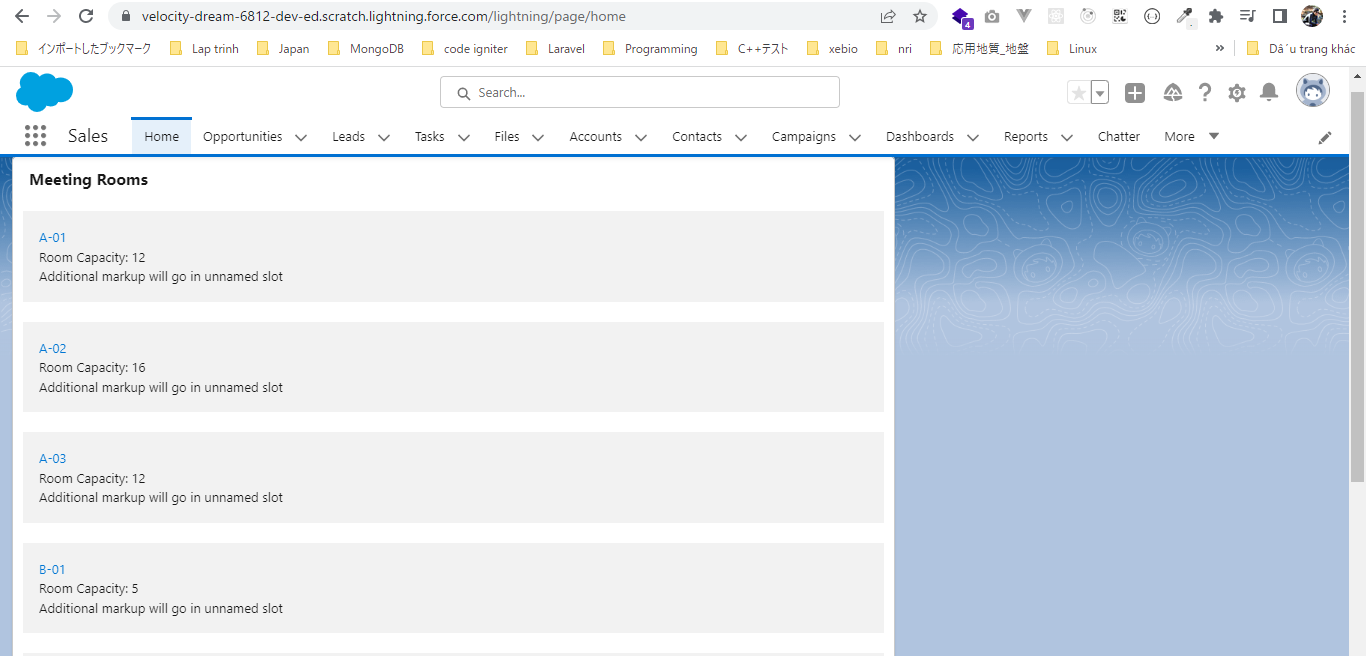 velocity-dream-6812-dev-ed.scratch.lightning.force.com/lightning/page/home
4
インポートしたブックマーク Lap trinh Japan MongoDB code igniter Laravel Programming C++テスト xebio nri 応用地質_地盤 Linux » Dấu trang khác
Search...
Sales Home Opportunities Leads Tasks Files Accounts Contacts Campaigns Dashboards Reports Chatter More
Meeting Rooms
A-01
Room Capacity: 12
Additional markup will go in unnamed slot
A-02
Room Capacity: 16
Additional markup will go in unnamed slot
A-03
Room Capacity: 12
Additional markup will go in unnamed slot
B-01
Room Capacity: 5
Additional markup will go in unnamed slot